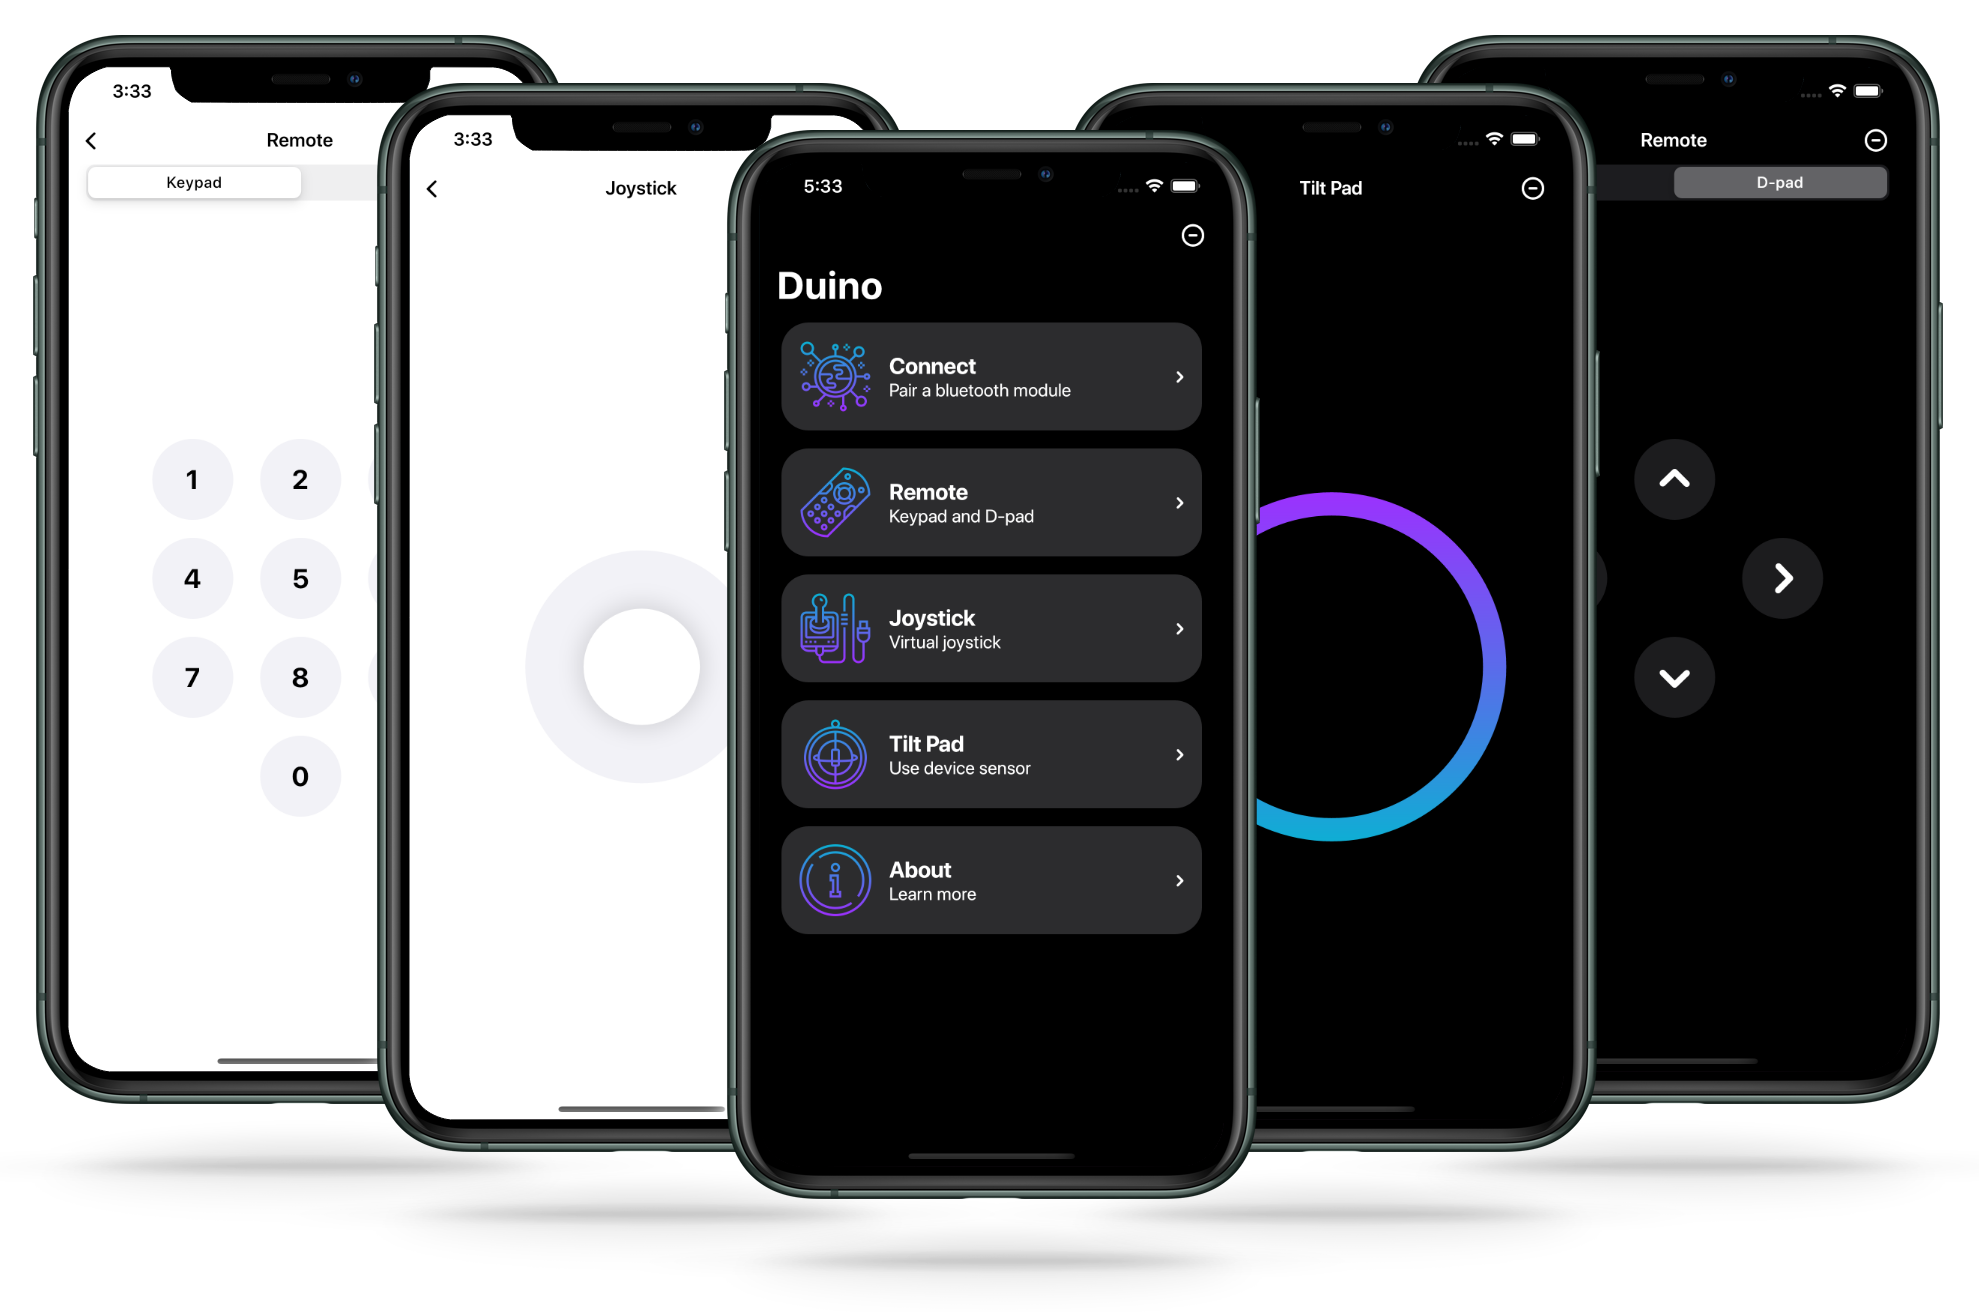 3:33
Remote
Keypad
1
2
4
5
7
8
0
3:33
Joystick
5:33
Duino
Connect
Pair a bluetooth module
Remote
Keypad and D-pad
Joystick
Virtual joystick
Tilt Pad
Use device sensor
About
Learn more
Tilt Pad
Remote
D-pad